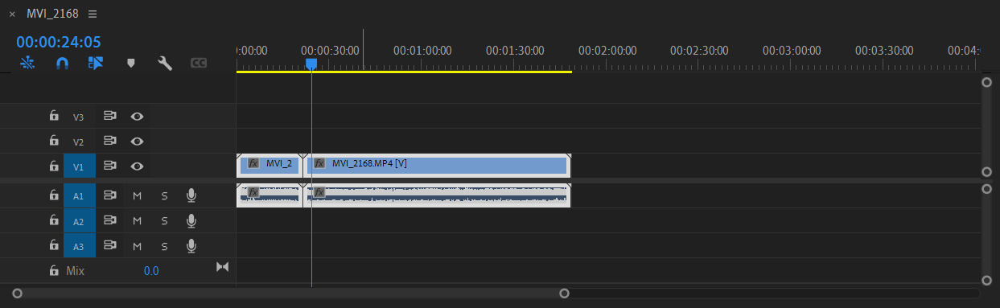 × MVI_2168 ≡
00:00:24:05
:00:00 00:00:30:00 00:01:00:00 00:01:30:00 00:02:00:00 00:02:30:00 00:03:00:00 00:03:30:00 00:04:
CC
V3
V2
V1 fx MVI_2 fx MVI_2168.MP4 [V]
A1 M S fx fx
A2 M S
A3 M S
Mix 0.0